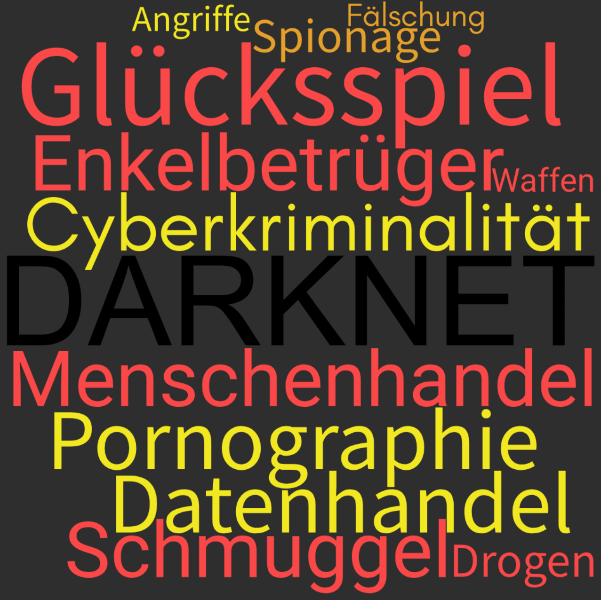 Angriffe Fälschung
Spionage
Glücksspiel
Enkelbetrüger Waffen
Cyberkriminalität
DARKNET
Menschenhandel
Pornographie
Datenhandel
Schmuggel Drogen